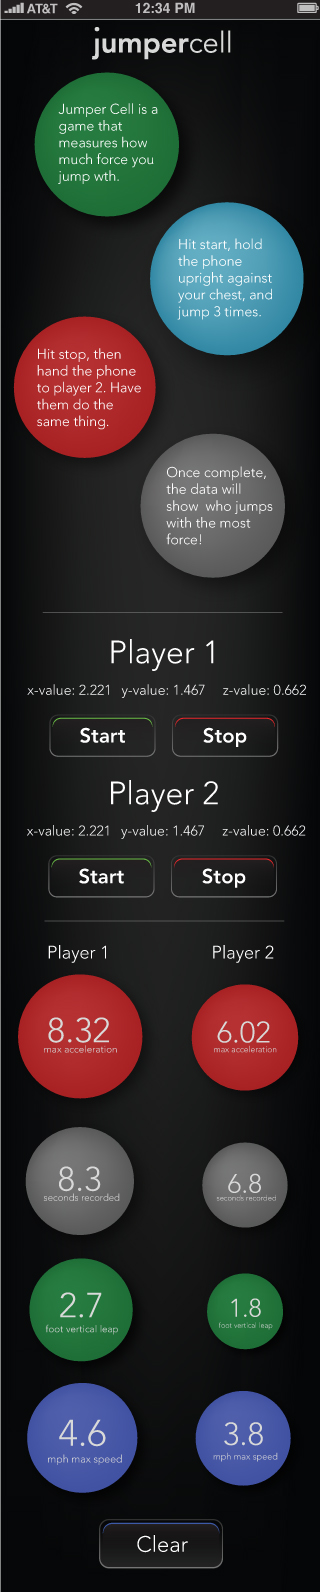 AT&T 12:34 PM
jumpercell
Jumper Cell is a
game that
measures how
much force you
jump wth.
Hit start, hold
the phone
upright against
your chest, and
jump 3 times.
Hit stop, then
hand the phone
to player 2. Have
them do the
same thing.
Once complete,
the data will
show  who jumps
with the most
force!
Player 1
x-value: 2.221 y-value: 1.467 z-value: 0.662
Start Stop
Player 2
x-value: 2.221 y-value: 1.467 z-value: 0.662
Start Stop
Player 1 Player 2
8.32 6.02
max acceleration max acceleration
8.3 6.8
seconds recorded seconds recorded
2.7 1.8
foot vertical leap foot vertical leap
4.6 3.8
mph max speed mph max speed
Clear